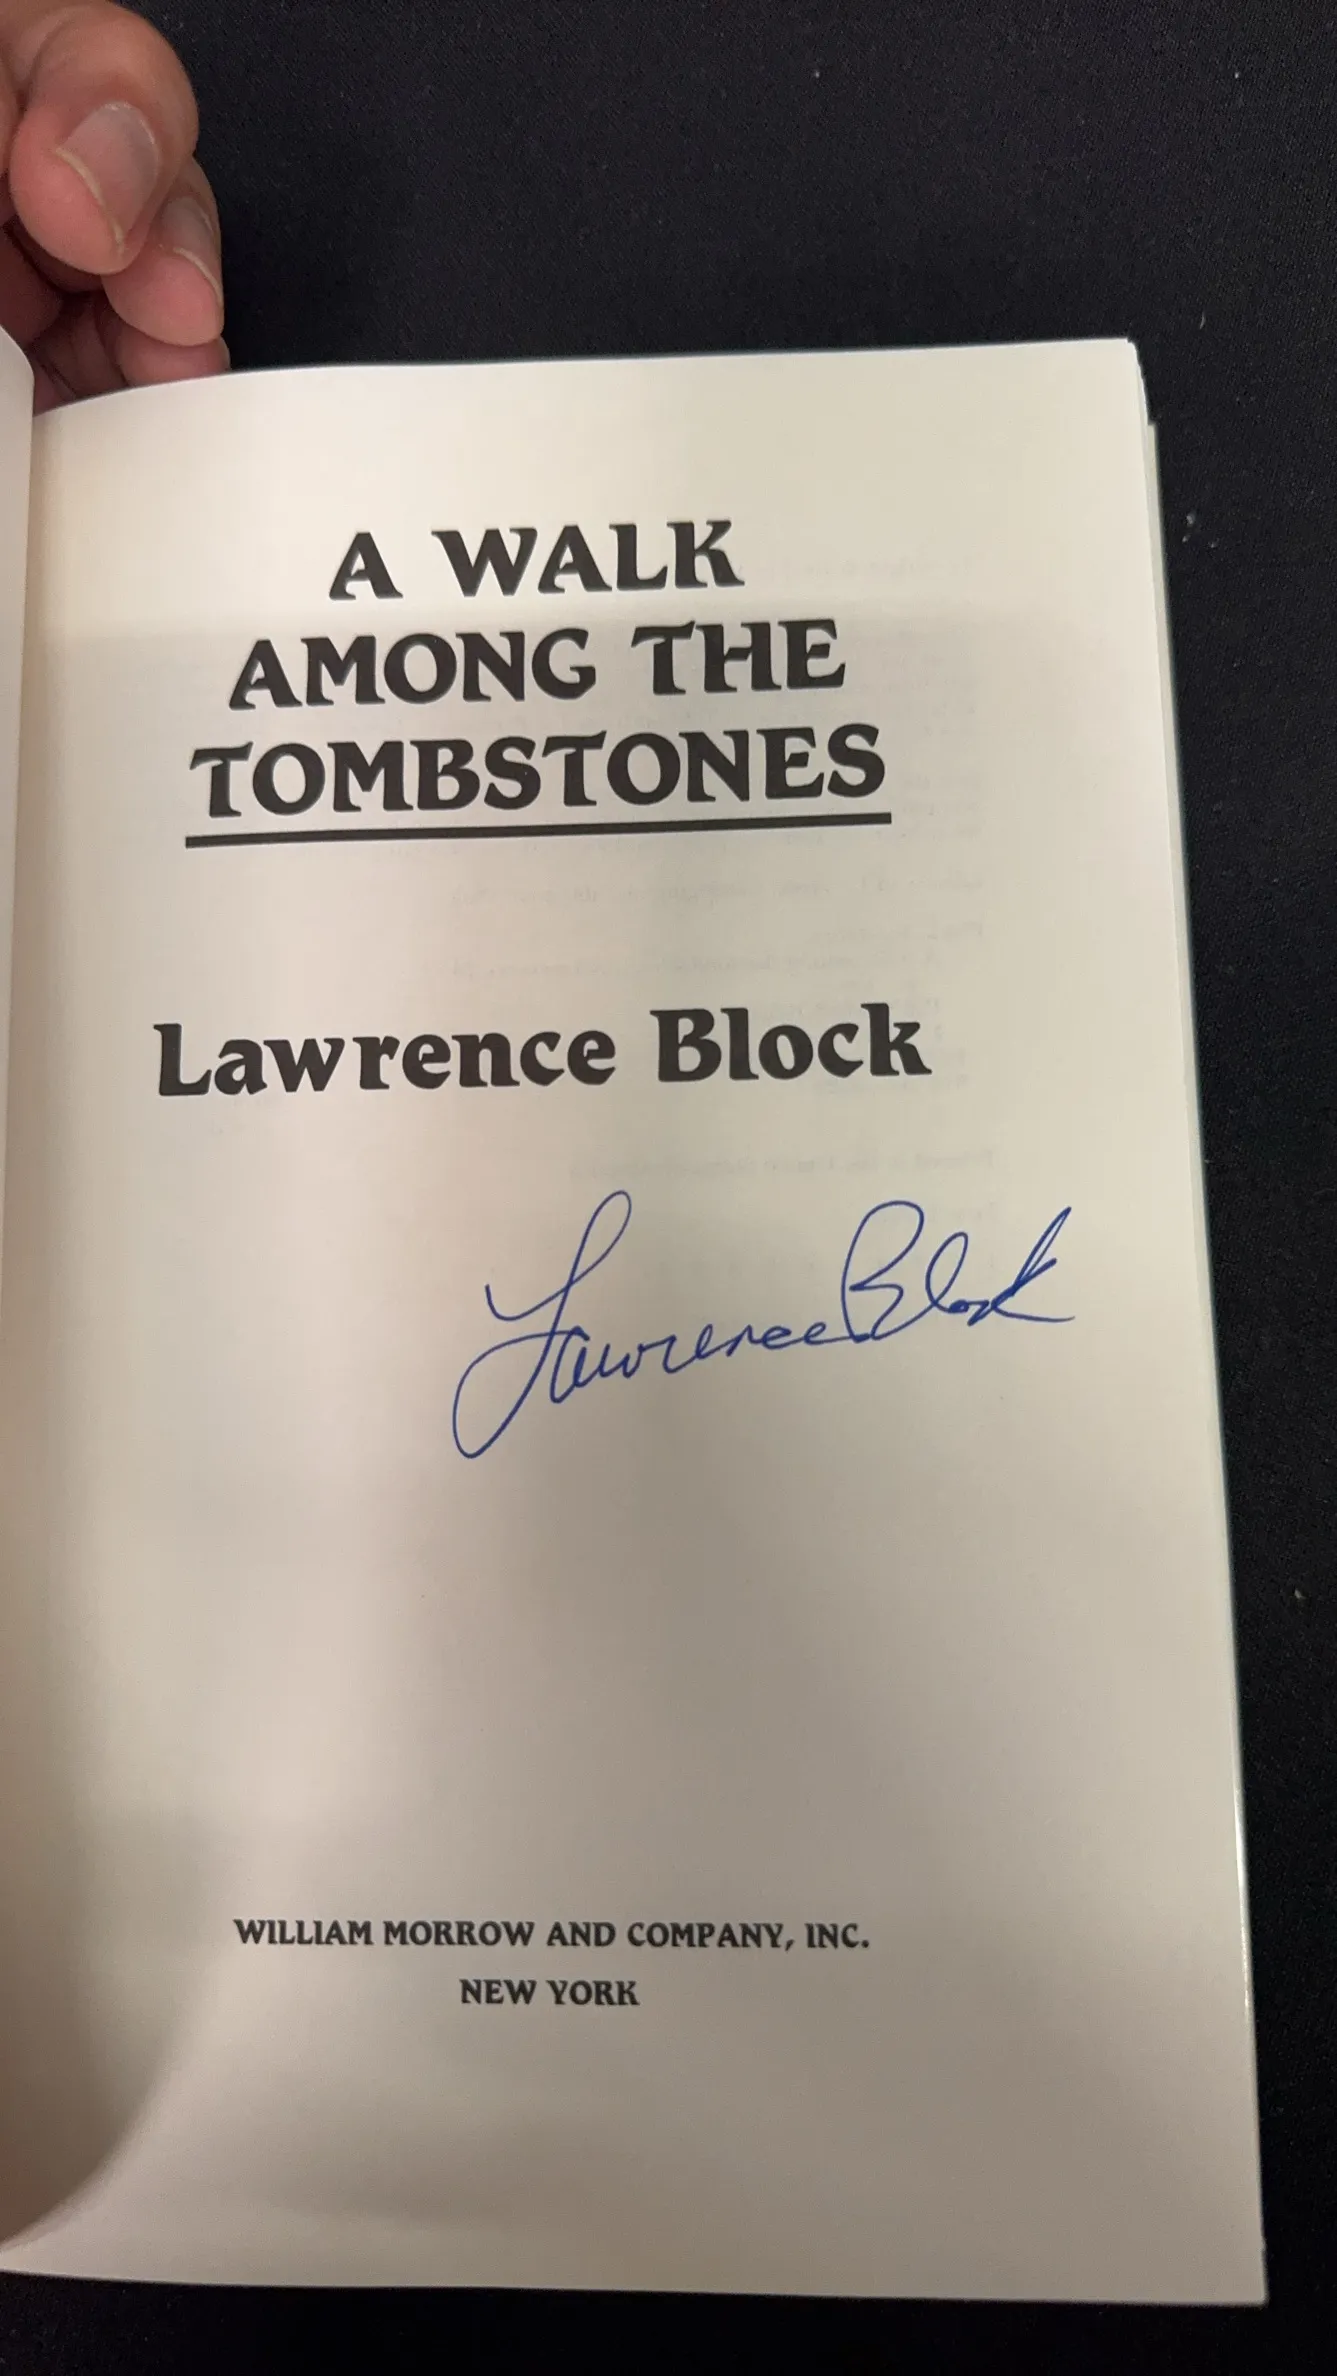 A WALK
AMONG THE
TOMBSTONES
Lawrence Block
Lawrence Block
WILLIAM MORROW AND COMPANY, INC.
NEW YORK